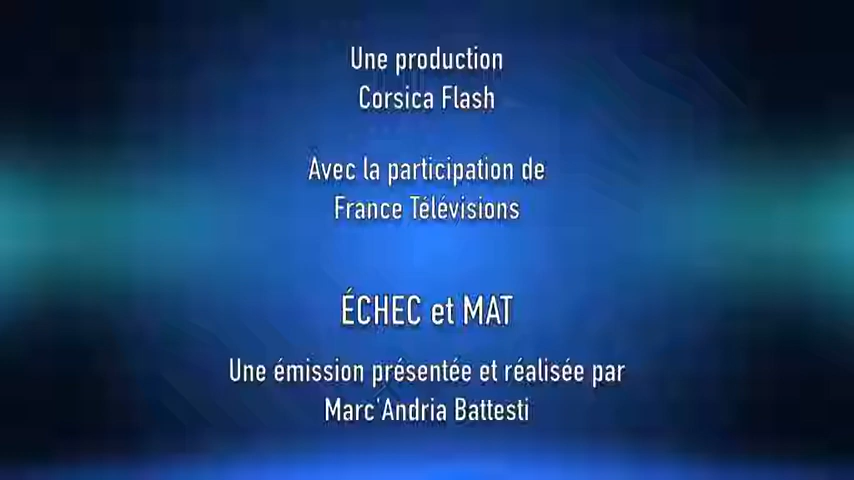 Une production
Corsica Flash
Avec la participation de
France Télévisions
ÉCHEC et MAT
Une émission présentée et réalisée par
Marc'Andria Battesti